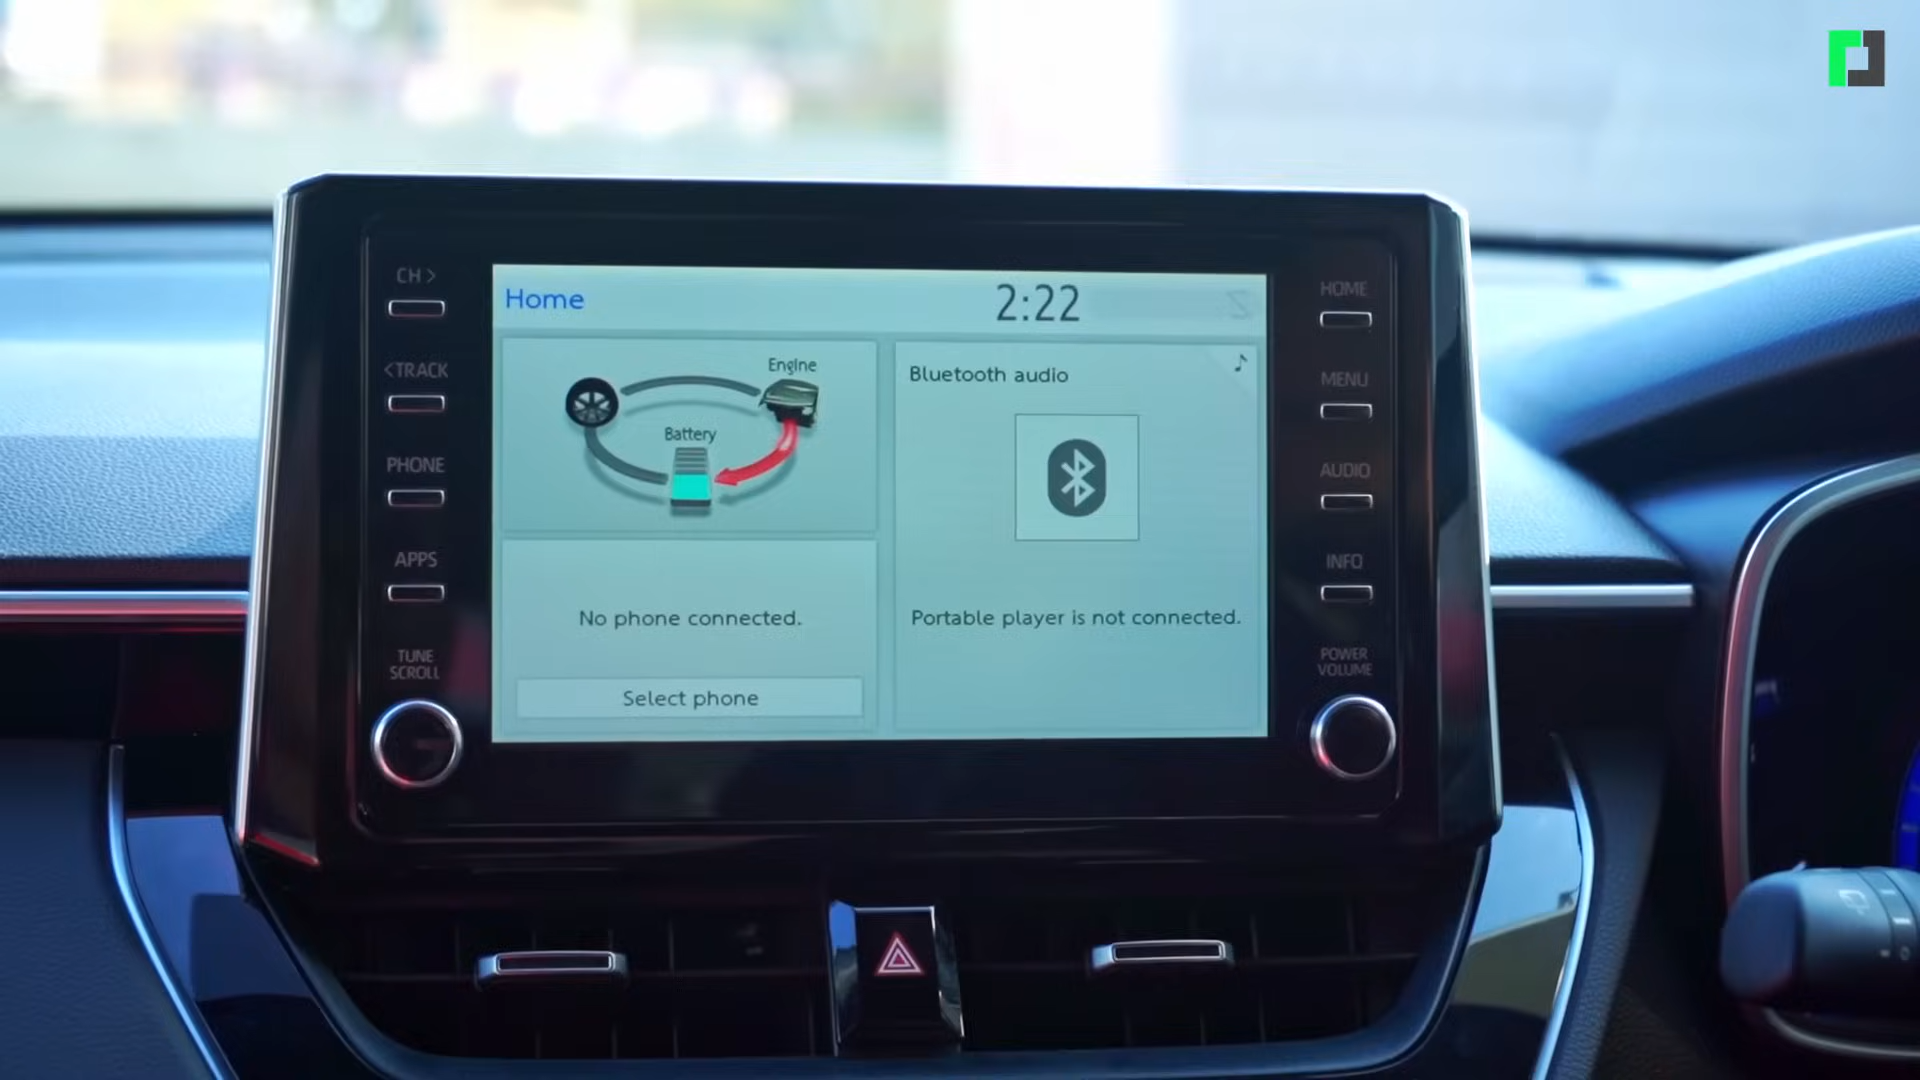 CH >
<TRACK
PHONE
APPS
TUNE
SCROLL
Home
2:22
Engine
Battery
No phone connected.
Select phone
Bluetooth audio
Portable player is not connected.
HOME
MENU
AUDIO
INFO
POWER
VOLUME